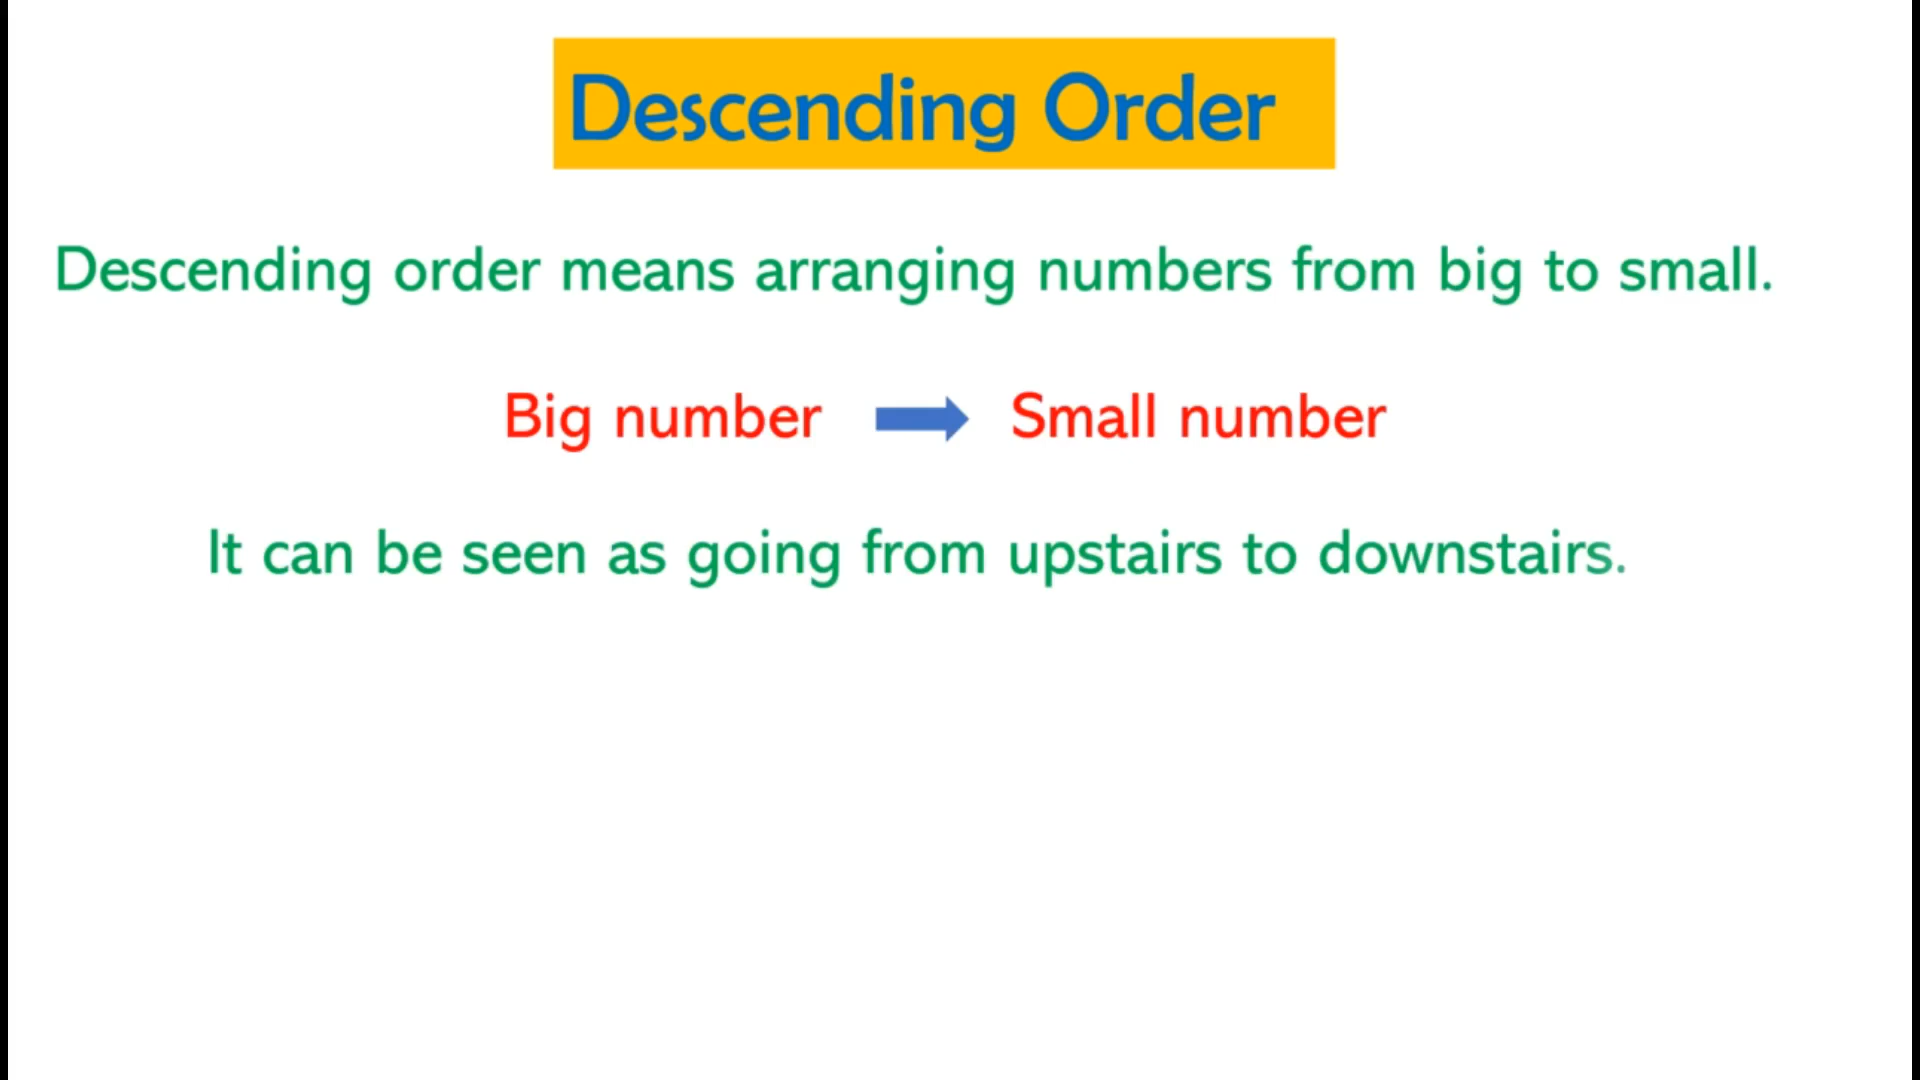 Descending Order
Descending order means arranging numbers from big to small.
Big number Small number
It can be seen as going from upstairs to downstairs.